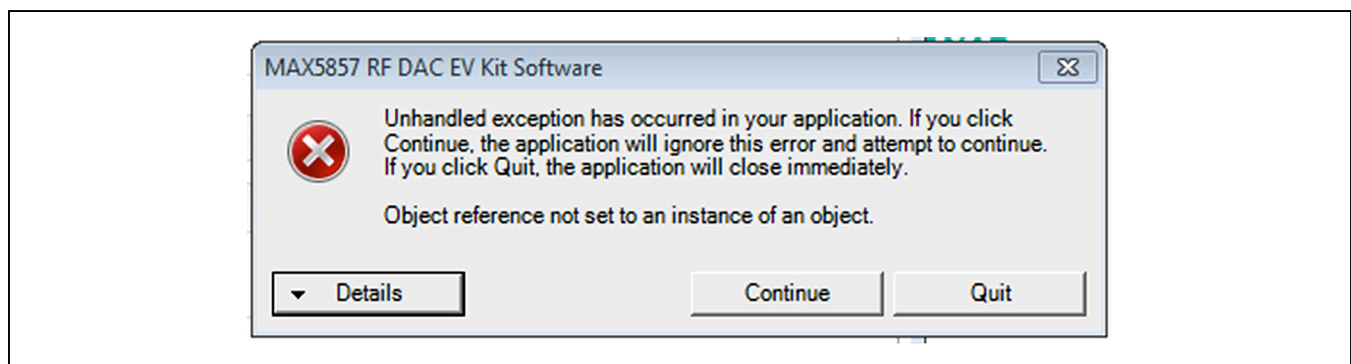 MAX5857 RF DAC EV Kit Software
Unhandled exception has occurred in your application. If you click
Continue, the application will ignore this error and attempt to continue.
If you click Quit, the application will close immediately.
Object reference not set to an instance of an object.
Details
Continue
Quit